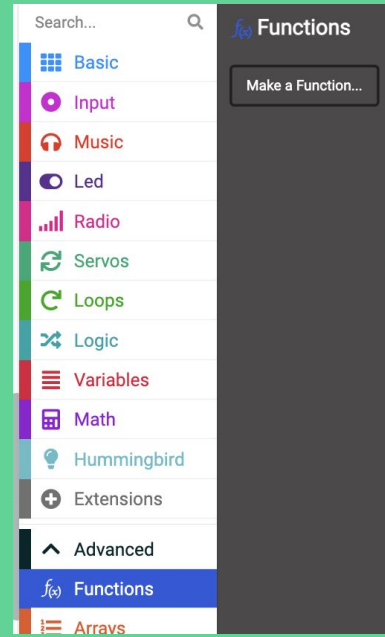 Search...
Basic
Input
Music
Led
Radio
Servos
Loops
Logic
Variables
Math
Hummingbird
Extensions
Advanced
f(x) Functions
Arrays
f(x) Functions
Make a Function...